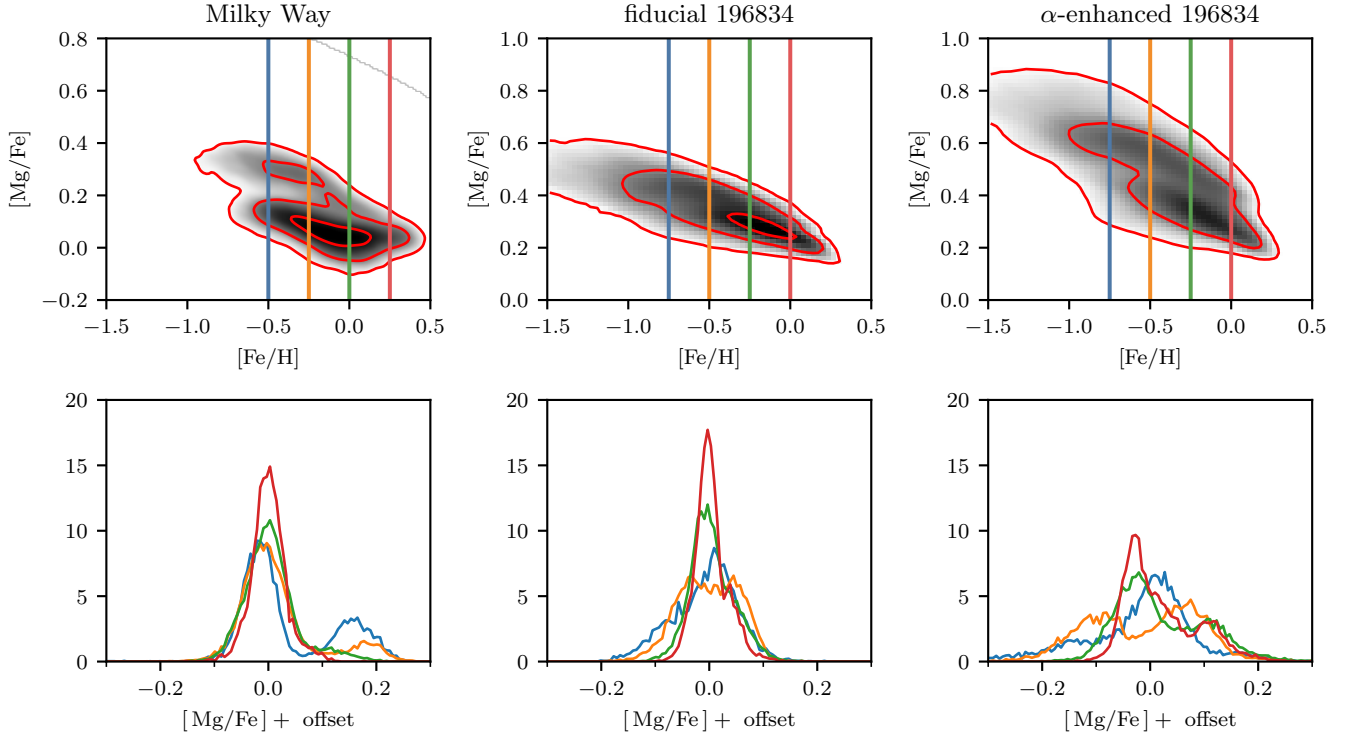 Milky Way
fiducial 196834
α-enhanced 196834
0.8
0.6
0.4
0.2
0.0
−0.2
[Mg/Fe]
−1.5 −1.0 −0.5 0.0 0.5
[Fe/H]
1.0
0.8
0.6
0.4
0.2
0.0
[Mg/Fe]
−1.5 −1.0 −0.5 0.0 0.5
[Fe/H]
1.0
0.8
0.6
0.4
0.2
0.0
[Mg/Fe]
−1.5 −1.0 −0.5 0.0 0.5
[Fe/H]
20
15
10
5
0
−0.2 0.0 0.2
[Mg/Fe] + offset
20
15
10
5
0
−0.2 0.0 0.2
[Mg/Fe] + offset
20
15
10
5
0
−0.2 0.0 0.2
[Mg/Fe] + offset